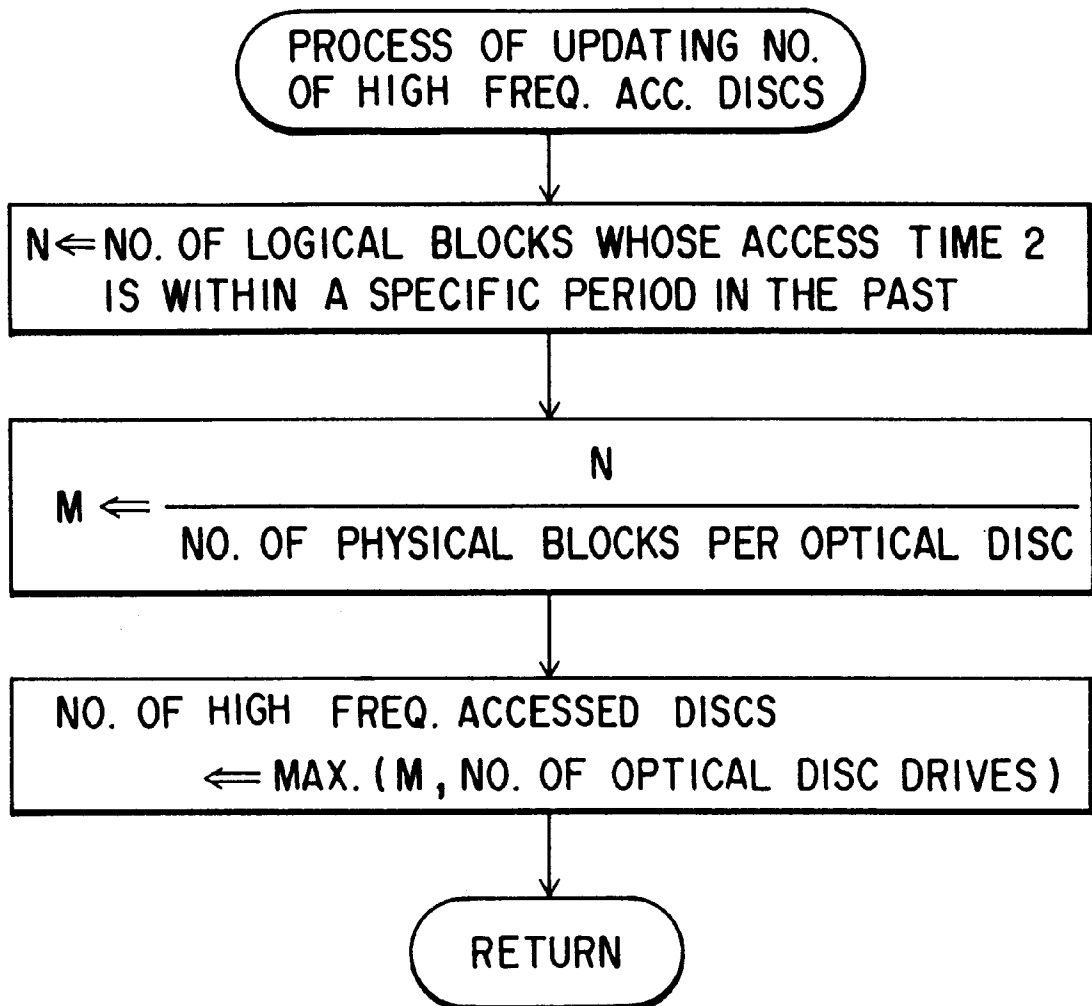 PROCESS OF UPDATING NO.
OF HIGH FREQ. ACC. DISCS
N⇐NO. OF LOGICAL BLOCKS WHOSE ACCESS TIME 2
IS WITHIN A SPECIFIC PERIOD IN THE PAST
N
M ⇐
NO. OF PHYSICAL BLOCKS PER OPTICAL DISC
NO. OF HIGH FREQ. ACCESSED DISCS
⇐ MAX. (M, NO. OF OPTICAL DISC DRIVES)
RETURN